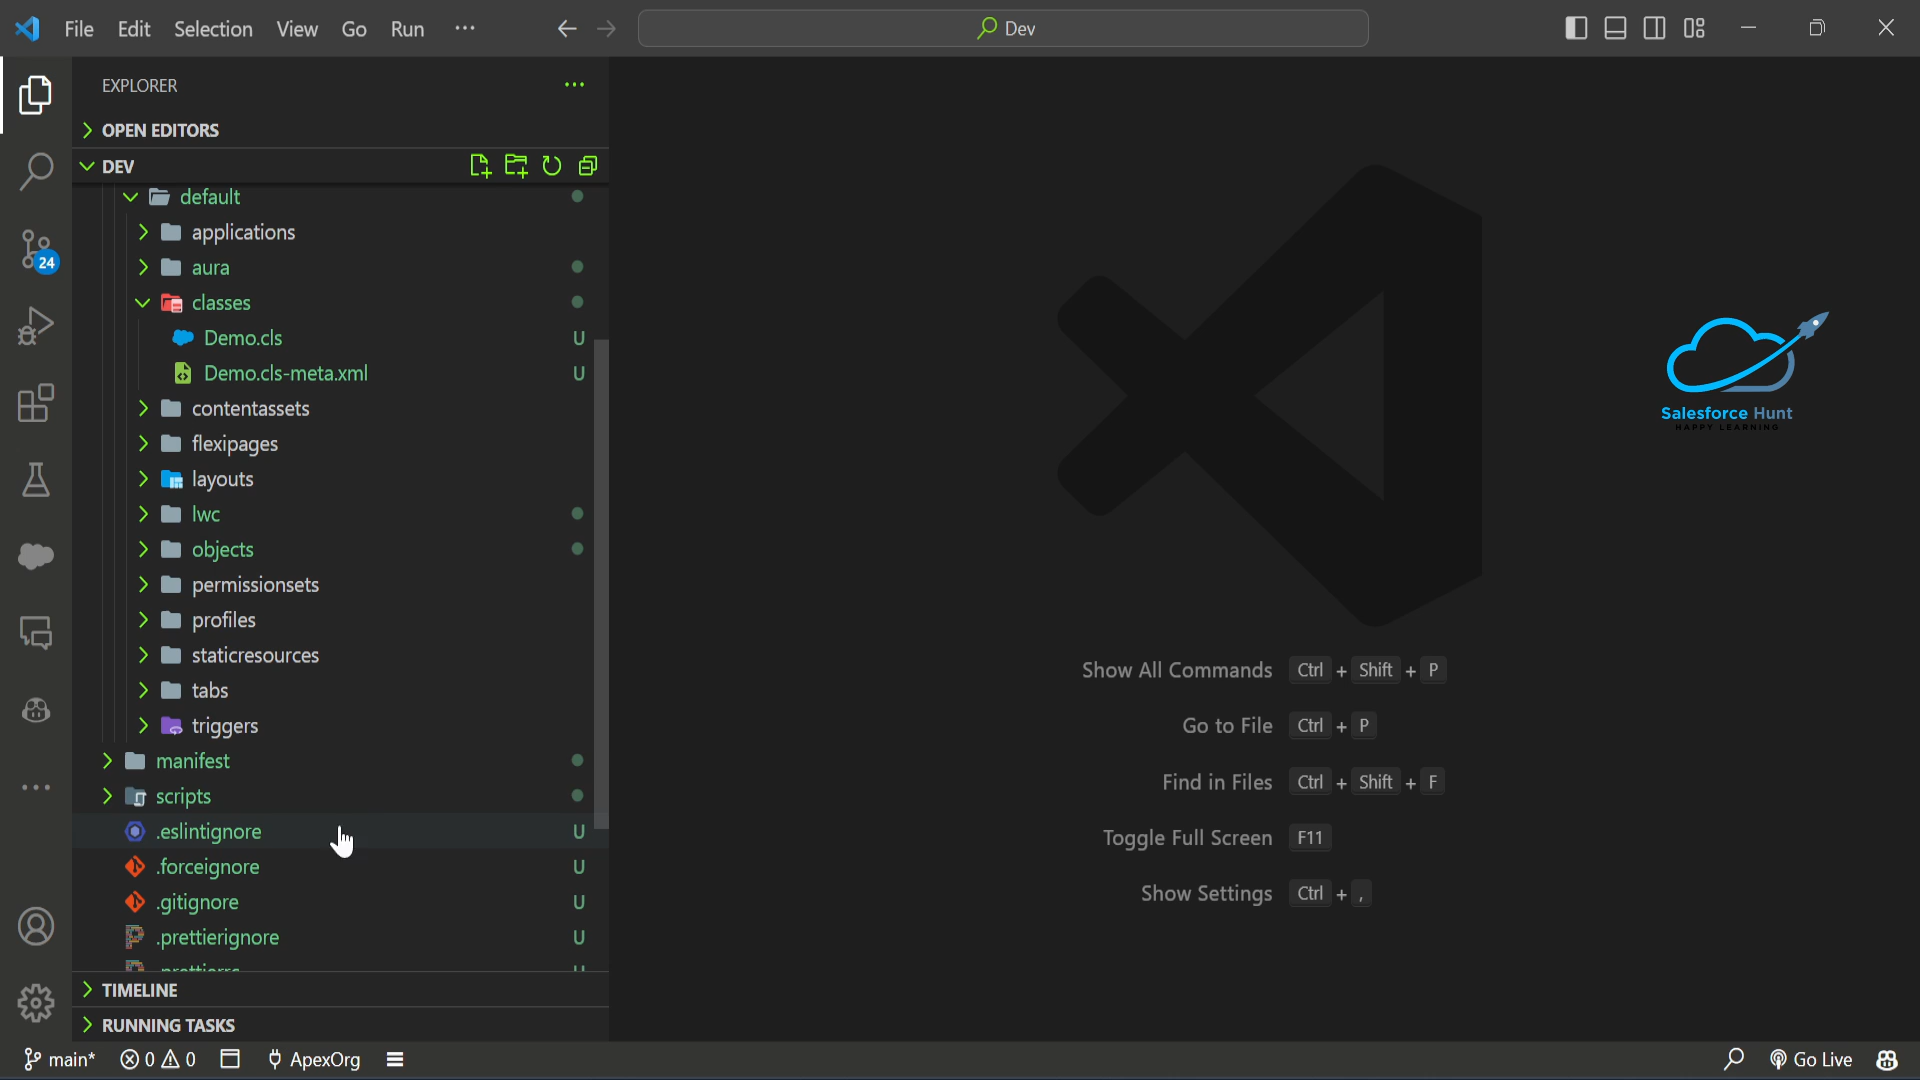 File Edit Selection View Go Run ··· Dev
EXPLORER ···
OPEN EDITORS
DEV
default
applications
aura
classes
Demo.cls U
Demo.cls-meta.xml U
contentassets
flexipages
layouts
lwc
objects
permissionsets
profiles
staticresources
tabs
triggers
manifest
scripts
.eslintignore U
.forceignore U
.gitignore U
.prettierignore U
.prettierrc U
TIMELINE
RUNNING TASKS
24
Salesforce Hunt
HAPPY LEARNING
Show All Commands Ctrl + Shift + P
Go to File Ctrl + P
Find in Files Ctrl + Shift + F
Toggle Full Screen F11
Show Settings Ctrl + ,
main* 0 0 ApexOrg Go Live